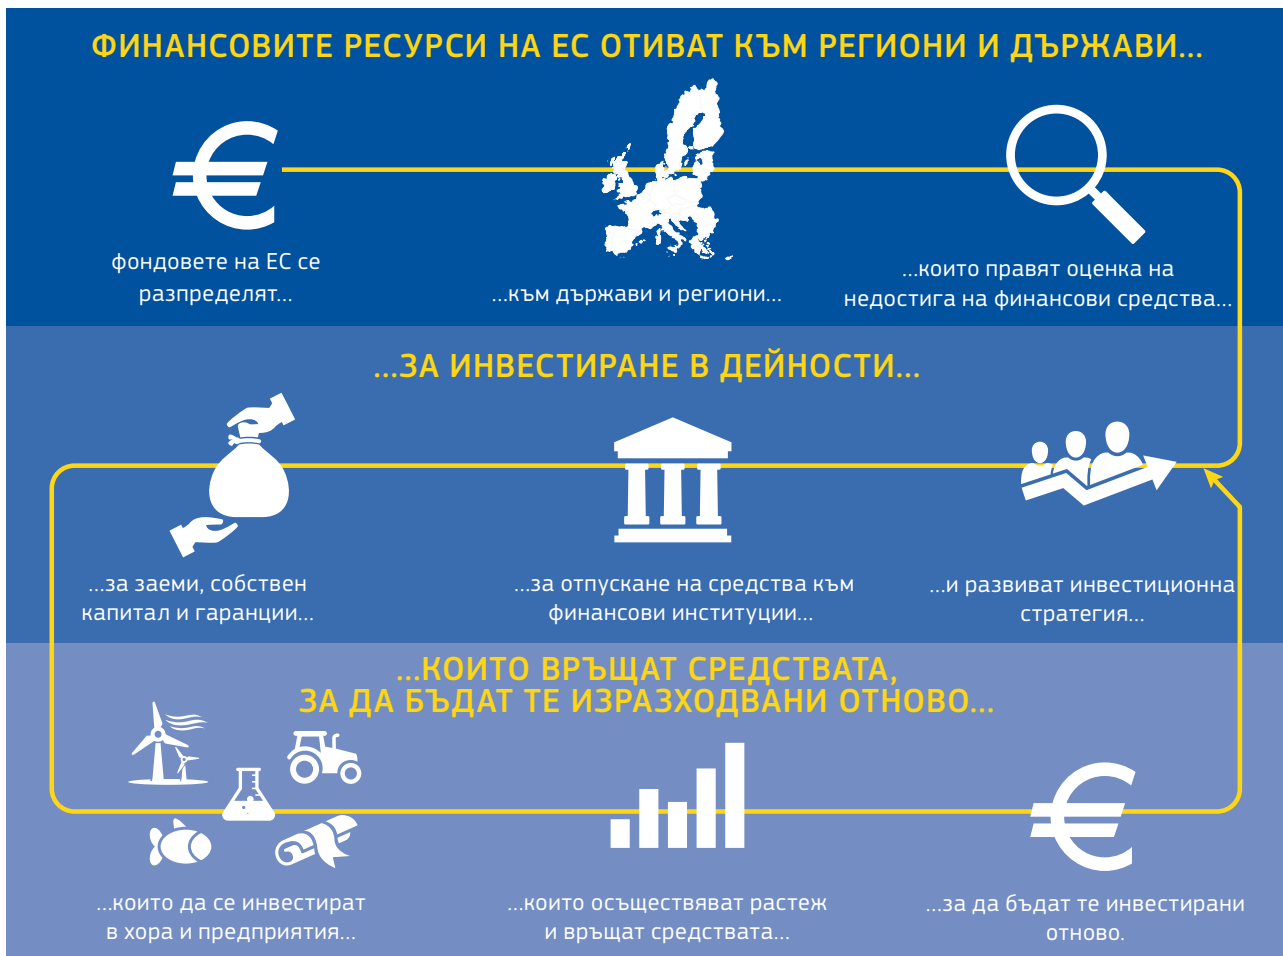 ФИНАНСОВИТЕ РЕСУРСИ НА ЕС ОТИВАТ КЪМ РЕГИОНИ И ДЪРЖАВИ...
фондовете на ЕС се
разпределят...
...към държави и региони...
...които правят оценка на
недостига на финансови средства...
...ЗА ИНВЕСТИРАНЕ В ДЕЙНОСТИ...
...за заеми, собствен
капитал и гаранции...
...за отпускане на средства към
финансови институции...
...и развиват инвестиционна
стратегия...
...КОИТО ВРЪЩАТ СРЕДСТВАТА,
ЗА ДА БЪДАТ ТЕ ИЗРАЗХОДВАНИ ОТНОВО...
...които да се инвестират
в хора и предприятия...
...които осъществяват растеж
и връщат средствата...
...за да бъдат те инвестирани
отново.